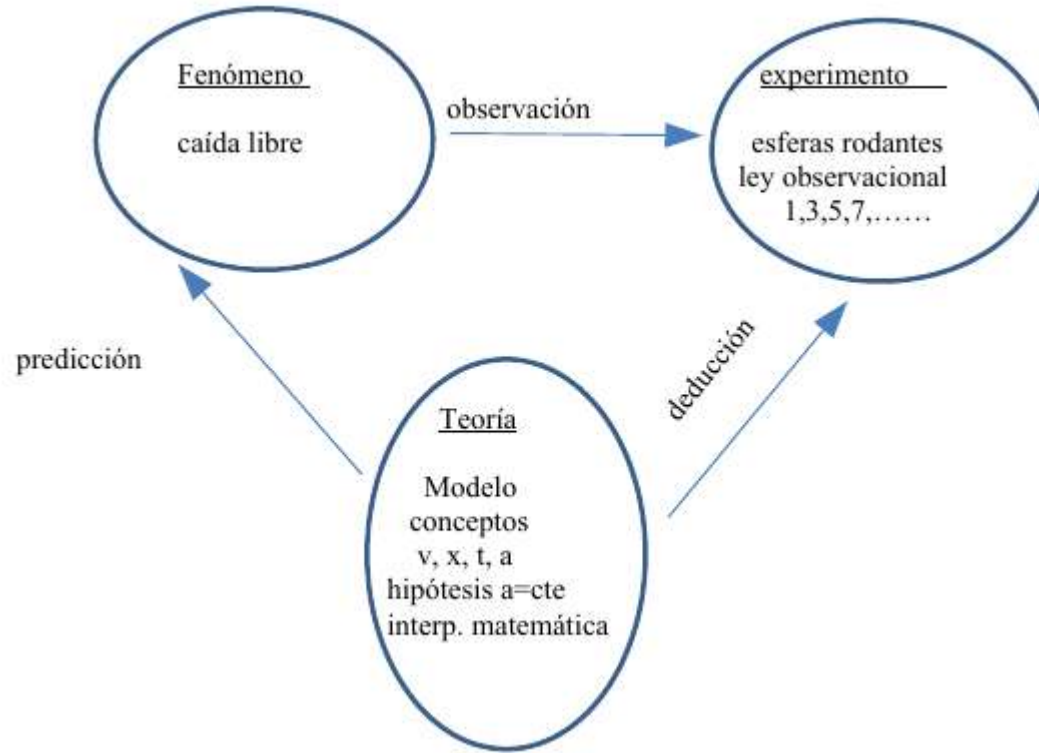 Fenómeno
caída libre
observación
experimento
esferas rodantes
ley observacional
1,3,5,7,......
predicción
deducción
Teoría
Modelo
conceptos
v, x, t, a
hipótesis a=cte
interp. matemática